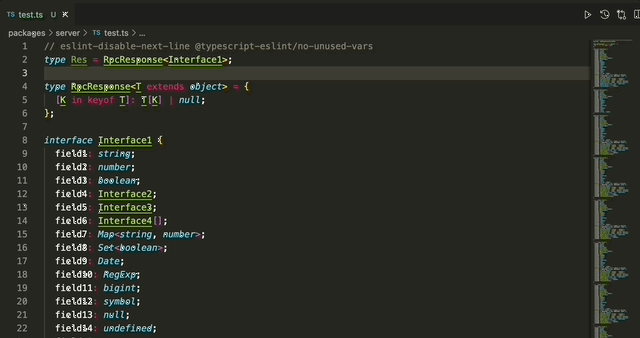 TS test.ts U X
packages > server > TS test.ts > ...
1 // eslint-disable-next-line @typescript-eslint/no-unused-vars
2 type Res = RpcResponse<Interface1>;
3
4 type RpcResponse<T extends object> = {
5 [K in keyof T]: T[K] | null;
6 };
7
8 interface Interface1 {
9 field1: string;
10 field2: number;
11 field3: boolean;
12 field4: Interface2;
13 field5: Interface3;
14 field6: Interface4[];
15 field7: Map<string, number>;
16 field8: Set<boolean>;
17 field9: Date;
18 field10: RegExp;
19 field11: bigint;
20 field12: symbol;
21 field13: null;
22 field14: undefined;